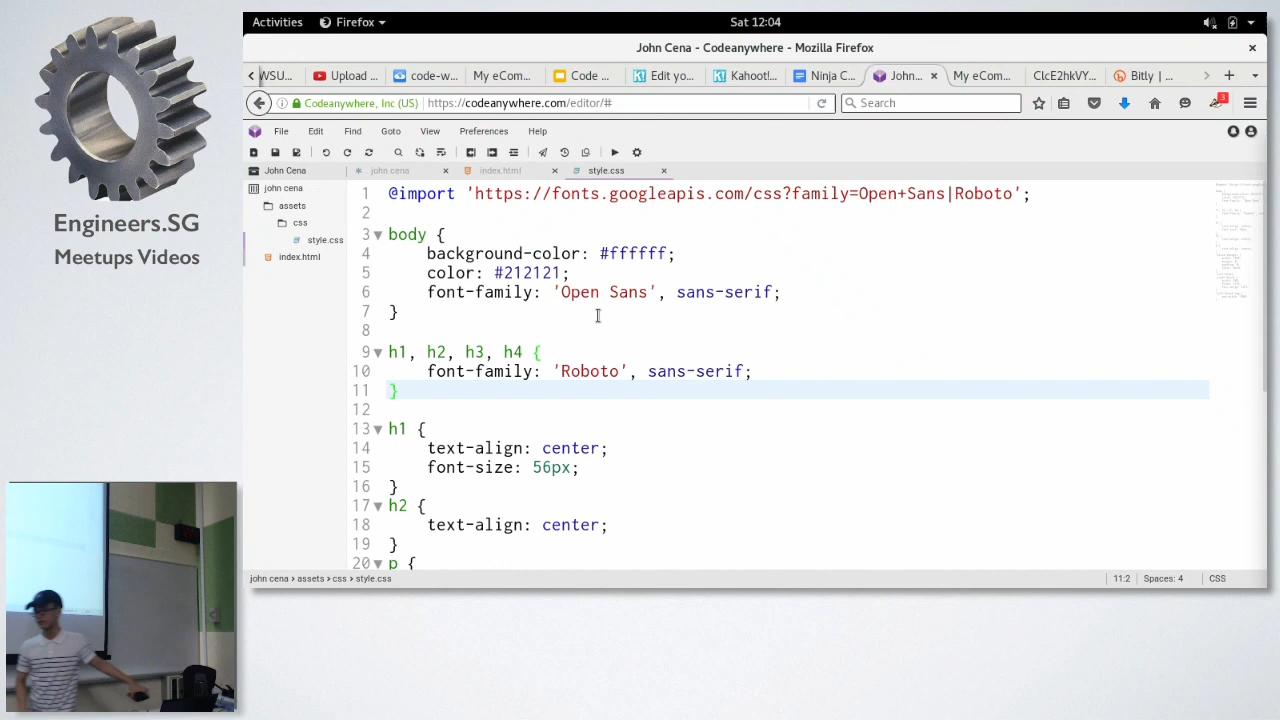 Activities
Firefox
Sat 12:04
John Cena - Codeanywhere - Mozilla Firefox
WSU...
Upload ...
code-w...
My eCom...
Code ...
Edit yo...
Kahoot!...
Ninja C...
John...
My eCom...
ClcE2hkVY...
Bitly | ...
Codeanywhere, Inc (US)
https://codeanywhere.com/editor/#
Search
3
File
Edit
Find
Goto
View
Preferences
Help
John Cena
john cena
index.html
style.css
john cena
assets
css
style.css
index.html
1 @import 'https://fonts.googleapis.com/css?family=Open+Sans|Roboto';
2
3 body {
4 background-color: #ffffff;
5 color: #212121;
6 font-family: 'Open Sans', sans-serif;
7 }
8
9 h1, h2, h3, h4 {
10 font-family: 'Roboto', sans-serif;
11 }
12
13 h1 {
14 text-align: center;
15 font-size: 56px;
16 }
17 h2 {
18 text-align: center;
19 }
20 p {
john cena › assets › css › style.css
11:2
Spaces: 4
CSS
Engineers.SG
Meetups Videos